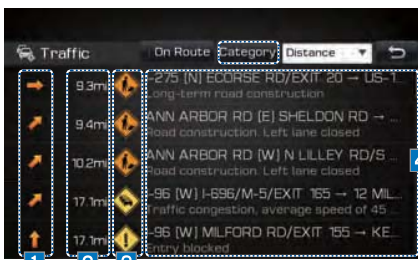 Traffic On Route Category Distance
9.3mi -275 [N] ECORSE RD/EXIT 20 → US-1
Long-term road construction
9.4mi ANN ARBOR RD [E] SHELDON RD → ...
Road construction. Left lane closed
10.2mi ANN ARBOR RD [W] N LILLEY RD/S ...
Road construction. Left lane closed
17.1mi -96 [W] I-696/M-5/EXIT 165 → 12 MIL...
Traffic congestion, average speed of 45 ...
17.1mi -96 [W] MILFORD RD/EXIT 155 → KE...
Entry blocked
1 2 3 4